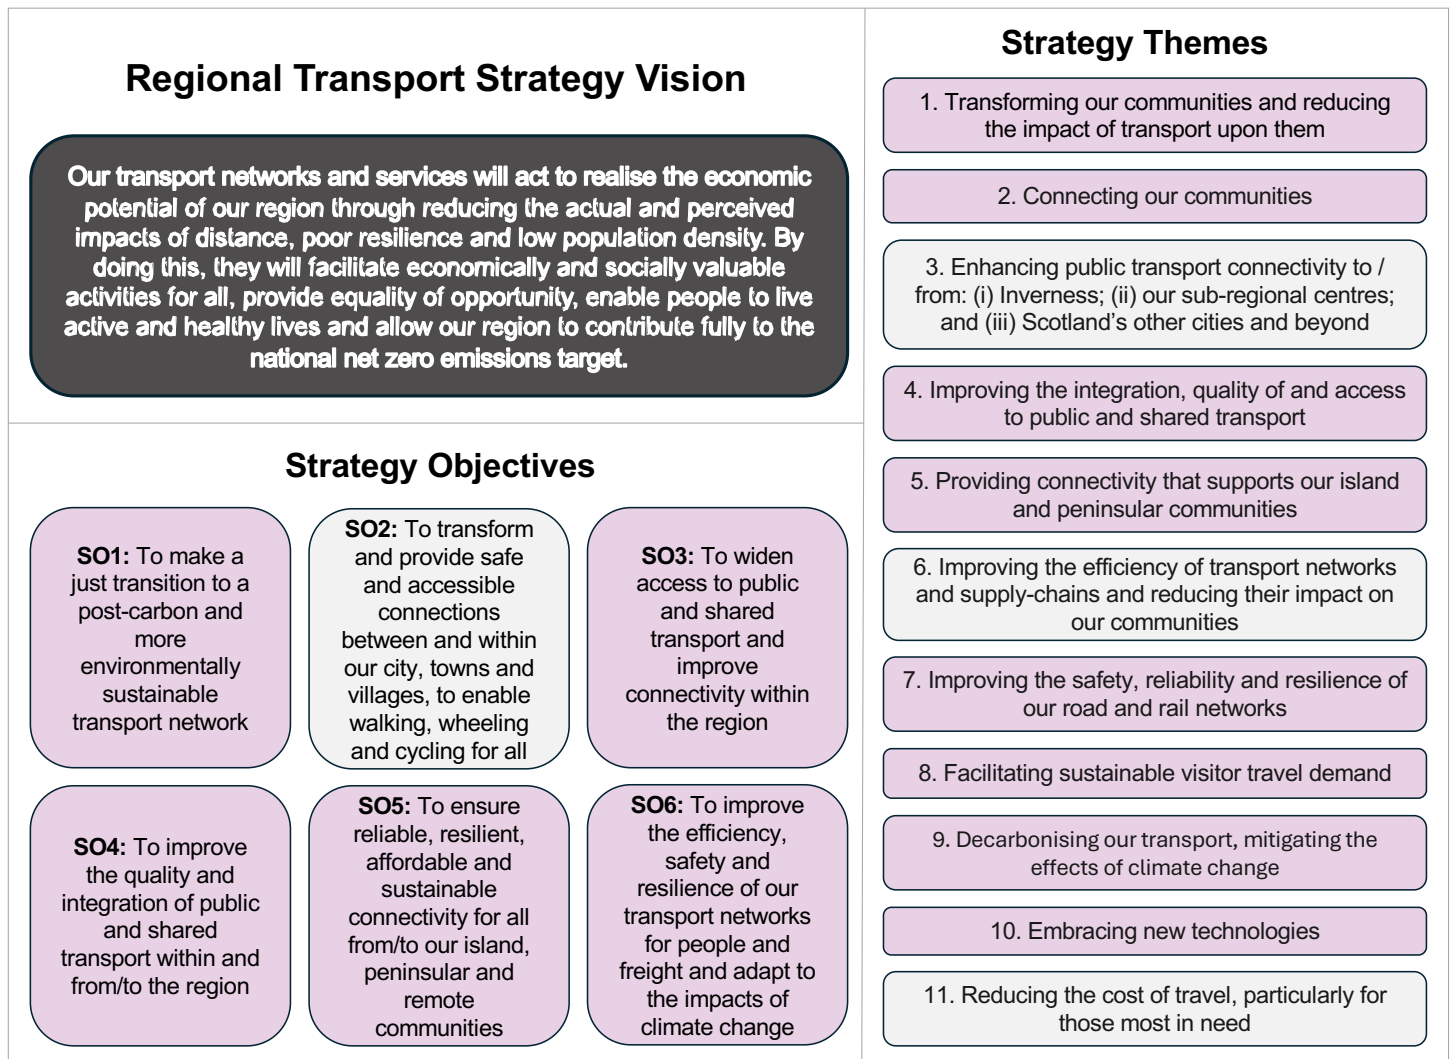 Regional Transport Strategy Vision
Our transport networks and services will act to realise the economic
potential of our region through reducing the actual and perceived
impacts of distance, poor resilience and low population density. By
doing this, they will facilitate economically and socially valuable
activities for all, provide equality of opportunity, enable people to live
active and healthy lives and allow our region to contribute fully to the
national net zero emissions target.
Strategy Objectives
SO1: To make a
just transition to a
post-carbon and
more
environmentally
sustainable
transport network
SO2: To transform
and provide safe
and accessible
connections
between and within
our city, towns and
villages, to enable
walking, wheeling
and cycling for all
SO3: To widen
access to public
and shared
transport and
improve
connectivity within
the region
SO4: To improve
the quality and
integration of public
and shared
transport within and
from/to the region
SO5: To ensure
reliable, resilient,
affordable and
sustainable
connectivity for all
from/to our island,
peninsular and
remote
communities
SO6: To improve
the efficiency,
safety and
resilience of our
transport networks
for people and
freight and adapt to
the impacts of
climate change
Strategy Themes
1. Transforming our communities and reducing
the impact of transport upon them
2. Connecting our communities
3. Enhancing public transport connectivity to /
from: (i) Inverness; (ii) our sub-regional centres;
and (iii) Scotland’s other cities and beyond
4. Improving the integration, quality of and access
to public and shared transport
5. Providing connectivity that supports our island
and peninsular communities
6. Improving the efficiency of transport networks
and supply-chains and reducing their impact on
our communities
7. Improving the safety, reliability and resilience of
our road and rail networks
8. Facilitating sustainable visitor travel demand
9. Decarbonising our transport, mitigating the
effects of climate change
10. Embracing new technologies
11. Reducing the cost of travel, particularly for
those most in need